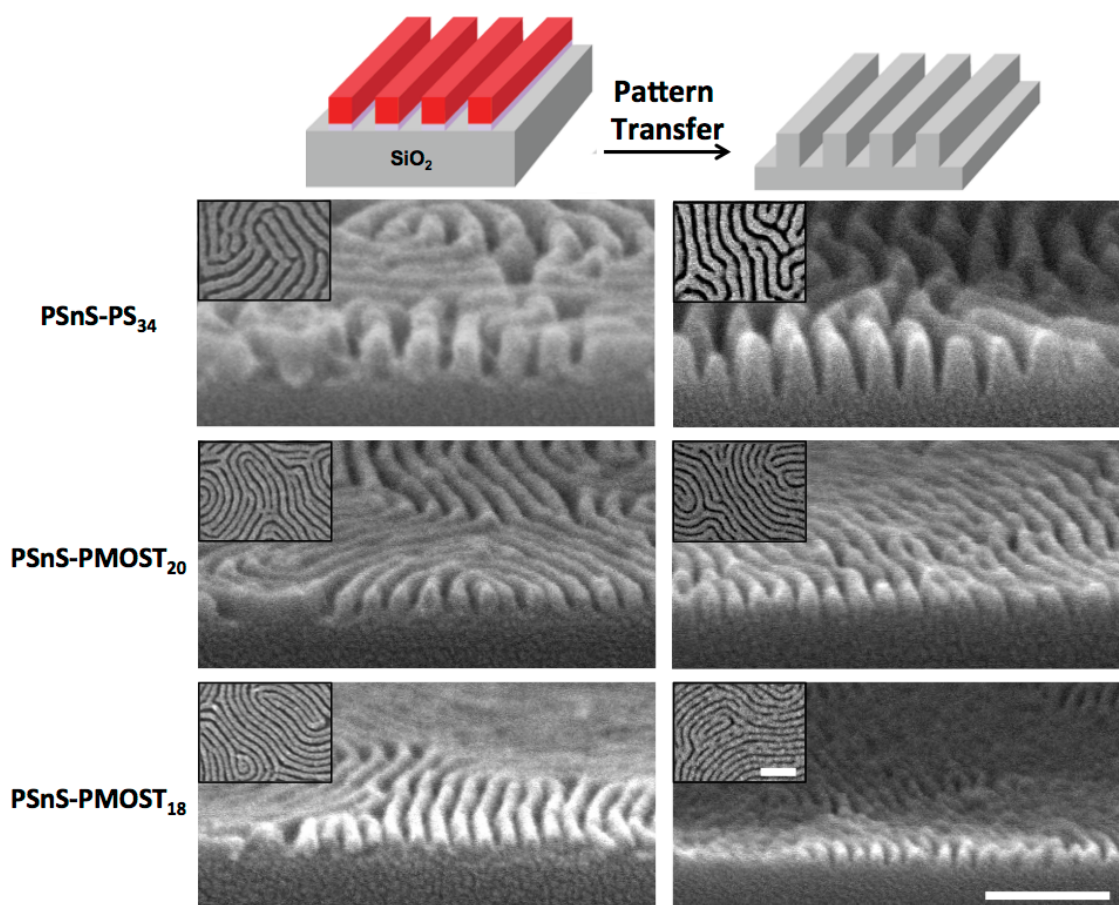 Pattern
Transfer
SiO₂
PSnS-PS₃₄
PSnS-PMOST₂₀
PSnS-PMOST₁₈